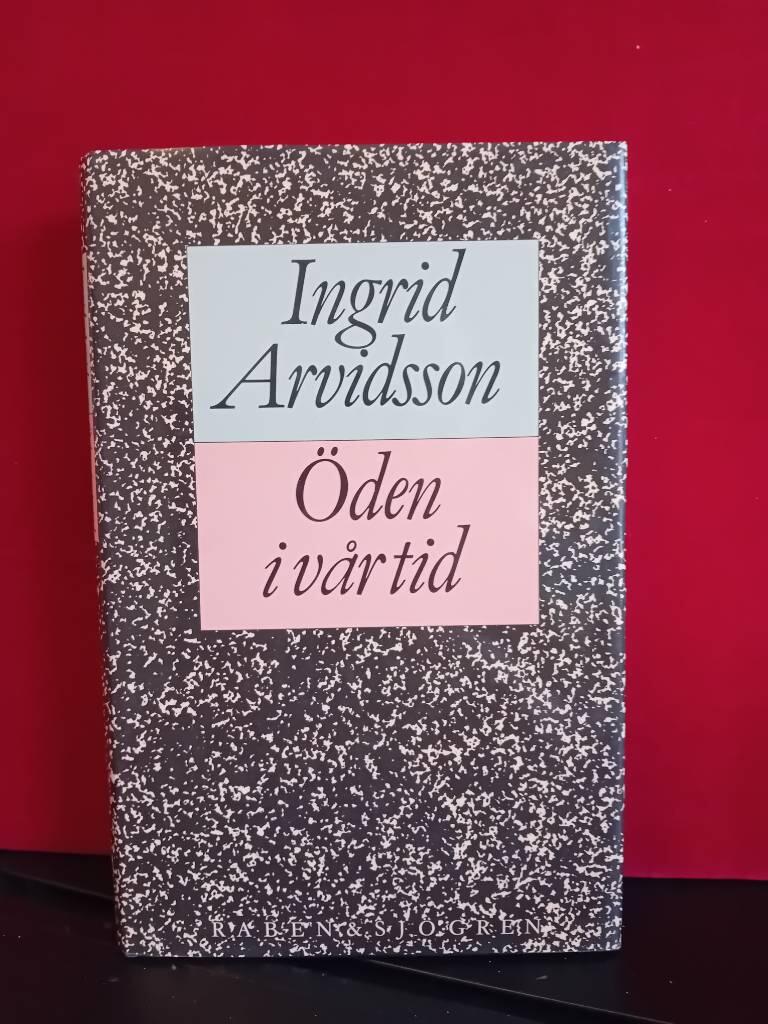 Ingrid
Arvidsson
Öden
i vår tid
RABÉN & SJÖGREN